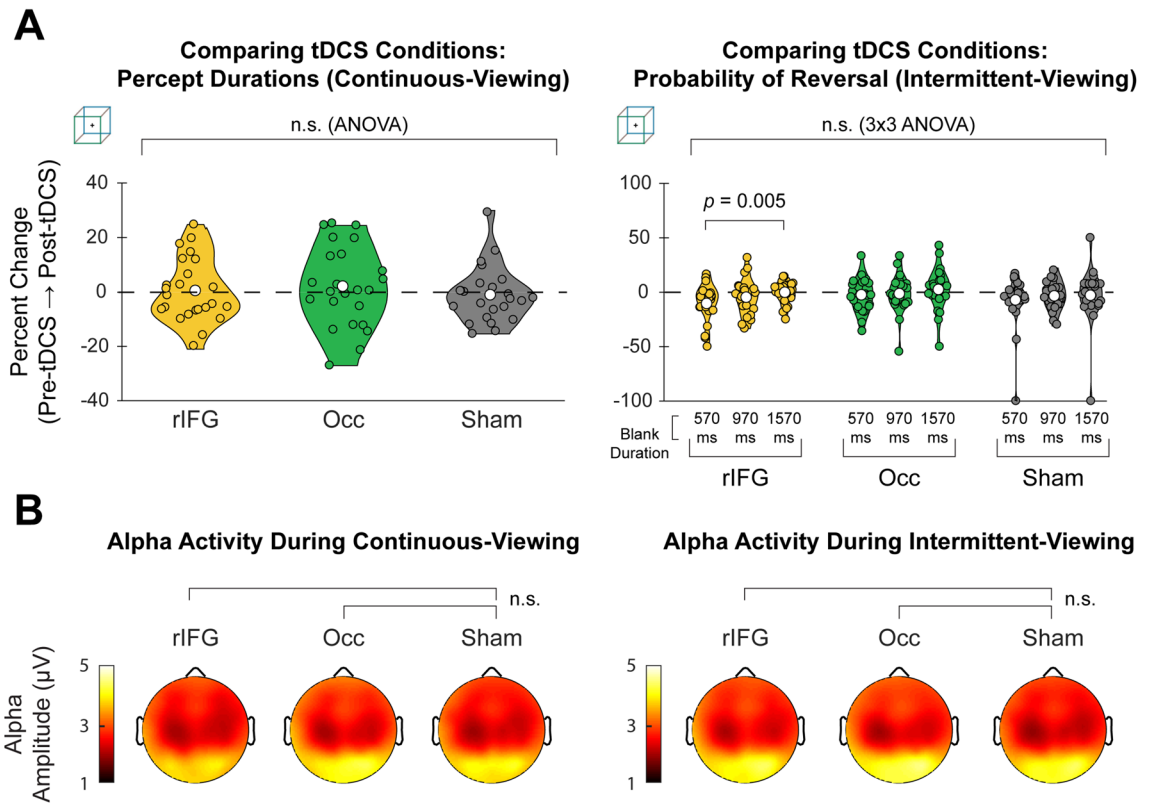 A
Comparing tDCS Conditions:
Percept Durations (Continuous-Viewing)
n.s. (ANOVA)
Percent Change
(Pre-tDCS → Post-tDCS)
40
20
0
-20
-40
rIFG
Occ
Sham
Comparing tDCS Conditions:
Probability of Reversal (Intermittent-Viewing)
n.s. (3x3 ANOVA)
p = 0.005
100
50
0
-50
-100
Blank
Duration
570
ms
970
ms
1570
ms
570
ms
970
ms
1570
ms
570
ms
970
ms
1570
ms
rIFG
Occ
Sham
B
Alpha Activity During Continuous-Viewing
n.s.
rIFG
Occ
Sham
Alpha
Amplitude (μV)
5
3
1
Alpha Activity During Intermittent-Viewing
n.s.
rIFG
Occ
Sham
5
3
1